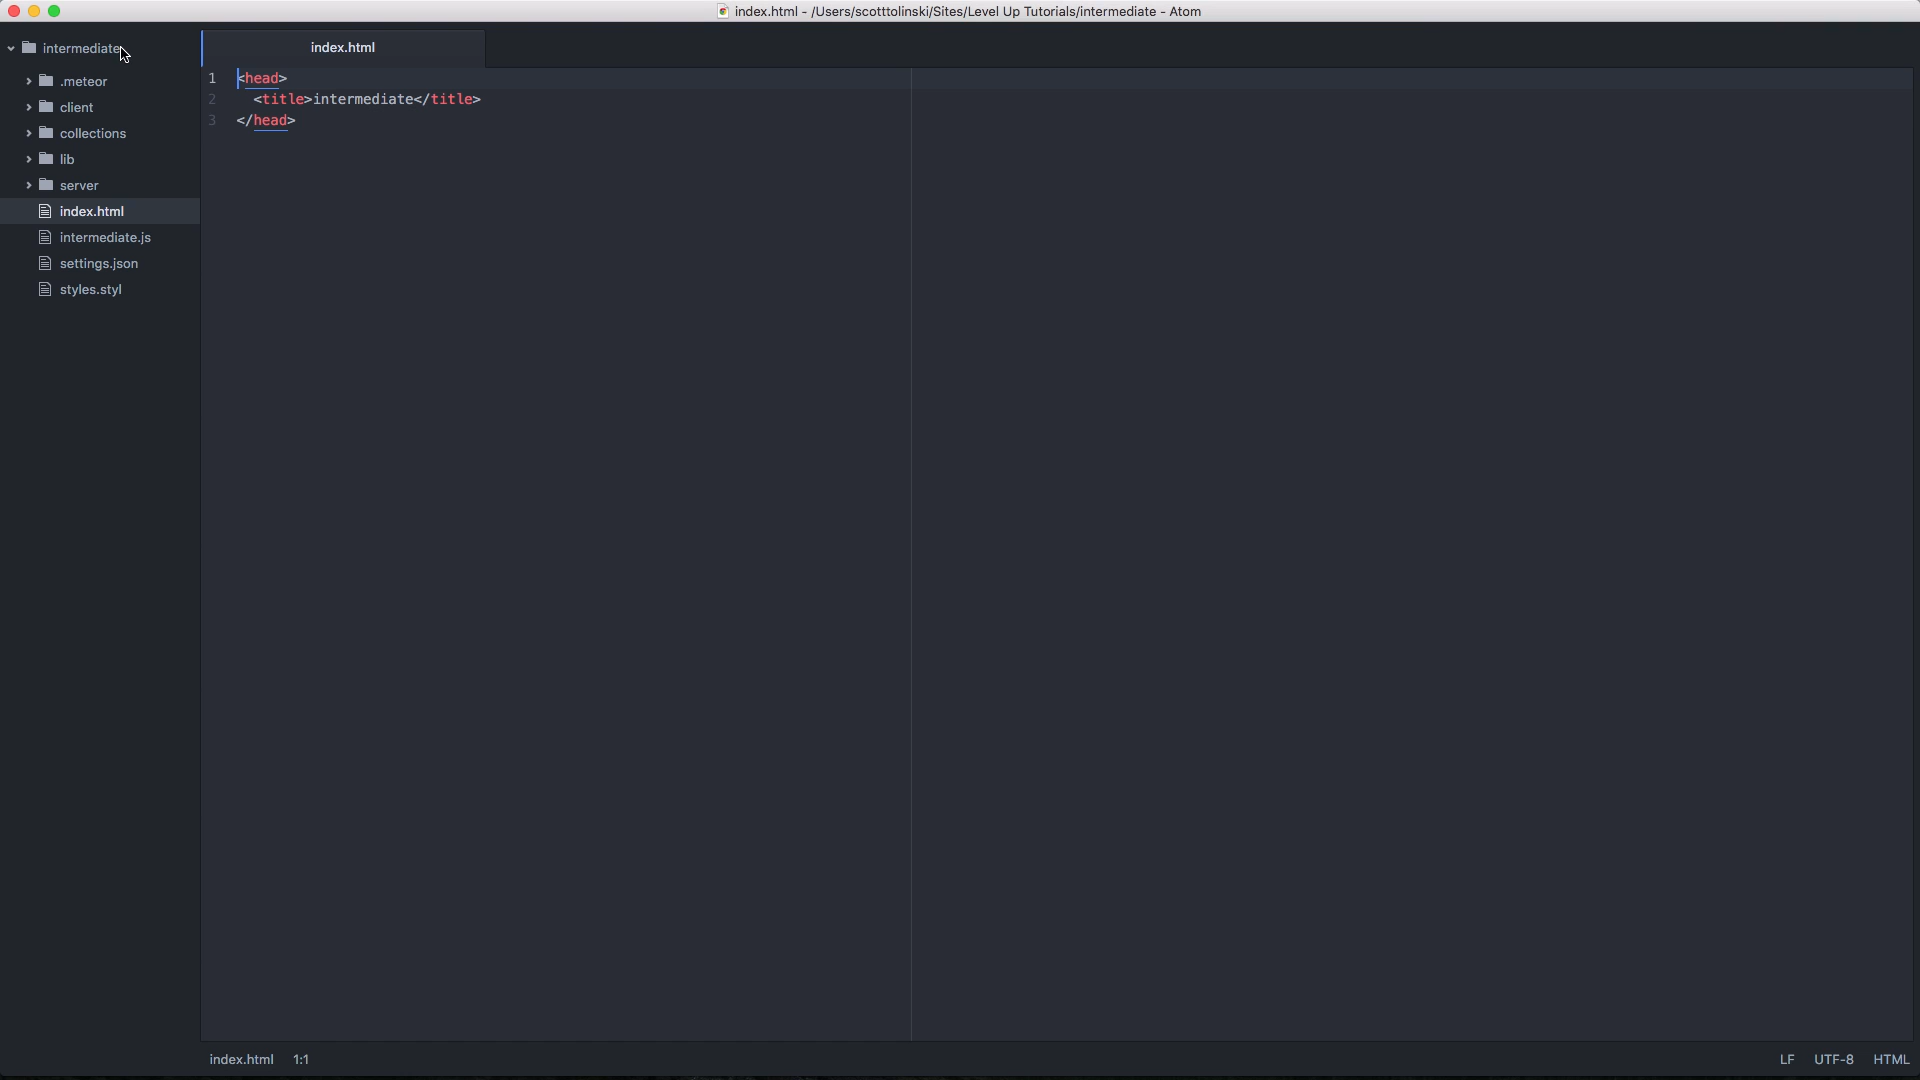 index.html - /Users/scotttolinski/Sites/Level Up Tutorials/intermediate - Atom
intermediate
.meteor
client
collections
lib
server
index.html
intermediate.js
settings.json
styles.styl
index.html
1 <head>
2   <title>intermediate</title>
3 </head>
index.html 1:1
LF UTF-8 HTML